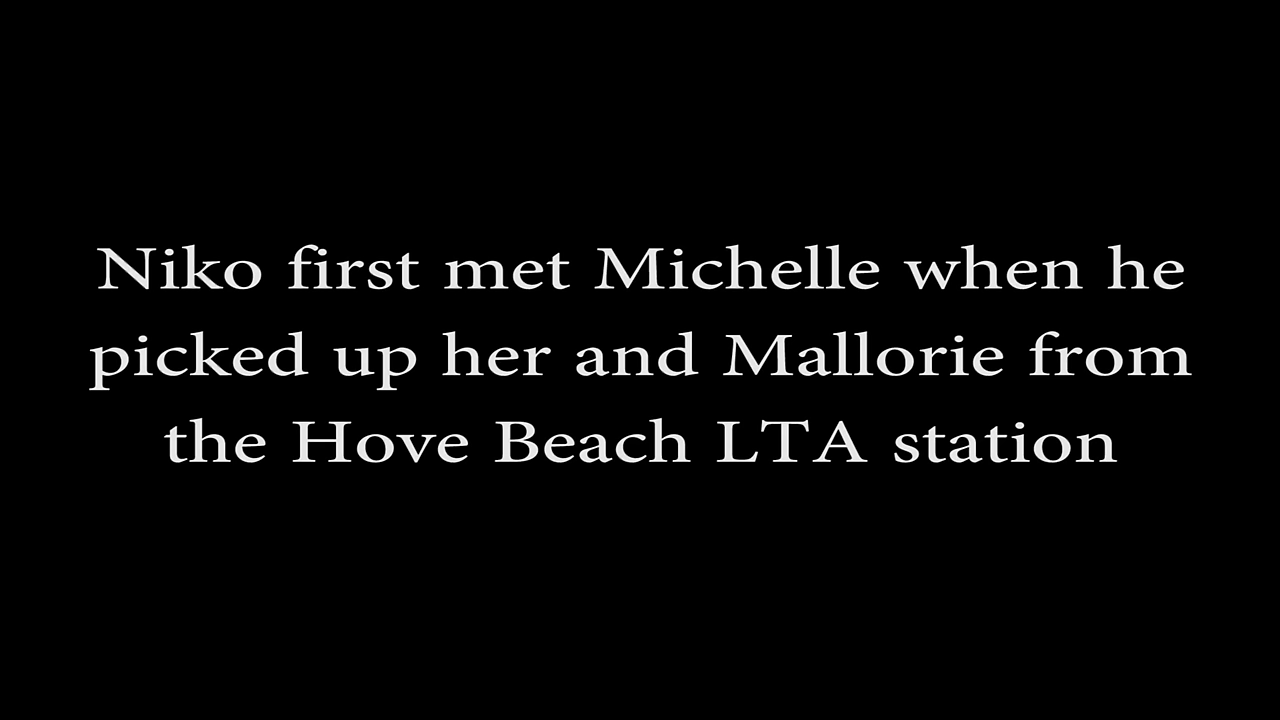 Niko first met Michelle when he
picked up her and Mallorie from
the Hove Beach LTA station